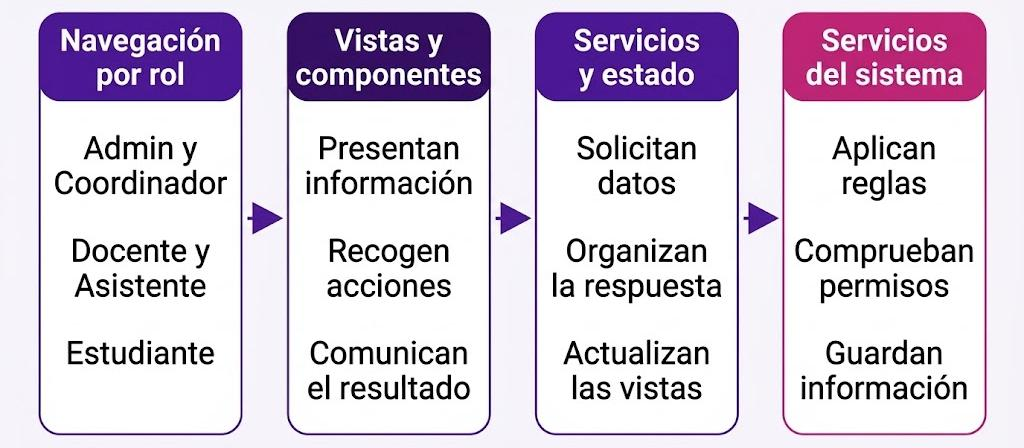 Navegación
por rol
Admin y
Coordinador
Docente y
Asistente
Estudiante
Vistas y
componentes
Presentan
información
Recogen
acciones
Comunican
el resultado
Servicios
y estado
Solicitan
datos
Organizan
la respuesta
Actualizan
las vistas
Servicios
del sistema
Aplican
reglas
Comprueban
permisos
Guardan
información